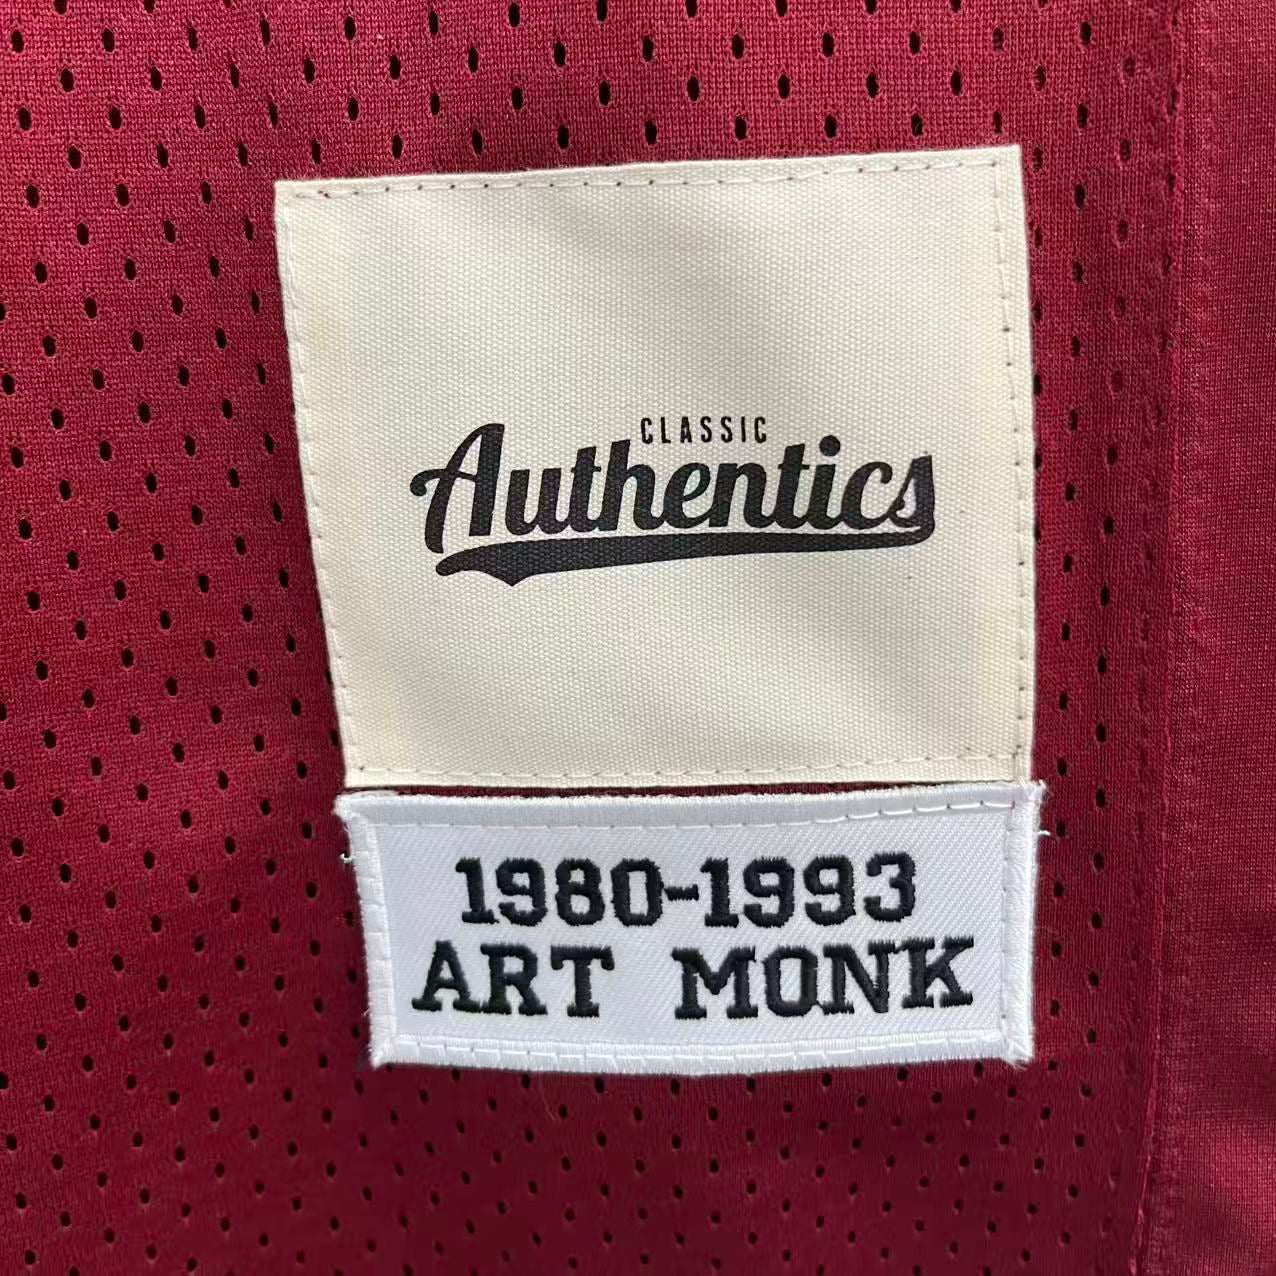 CLASSIC
Authentics
1980-1993
ART MONK